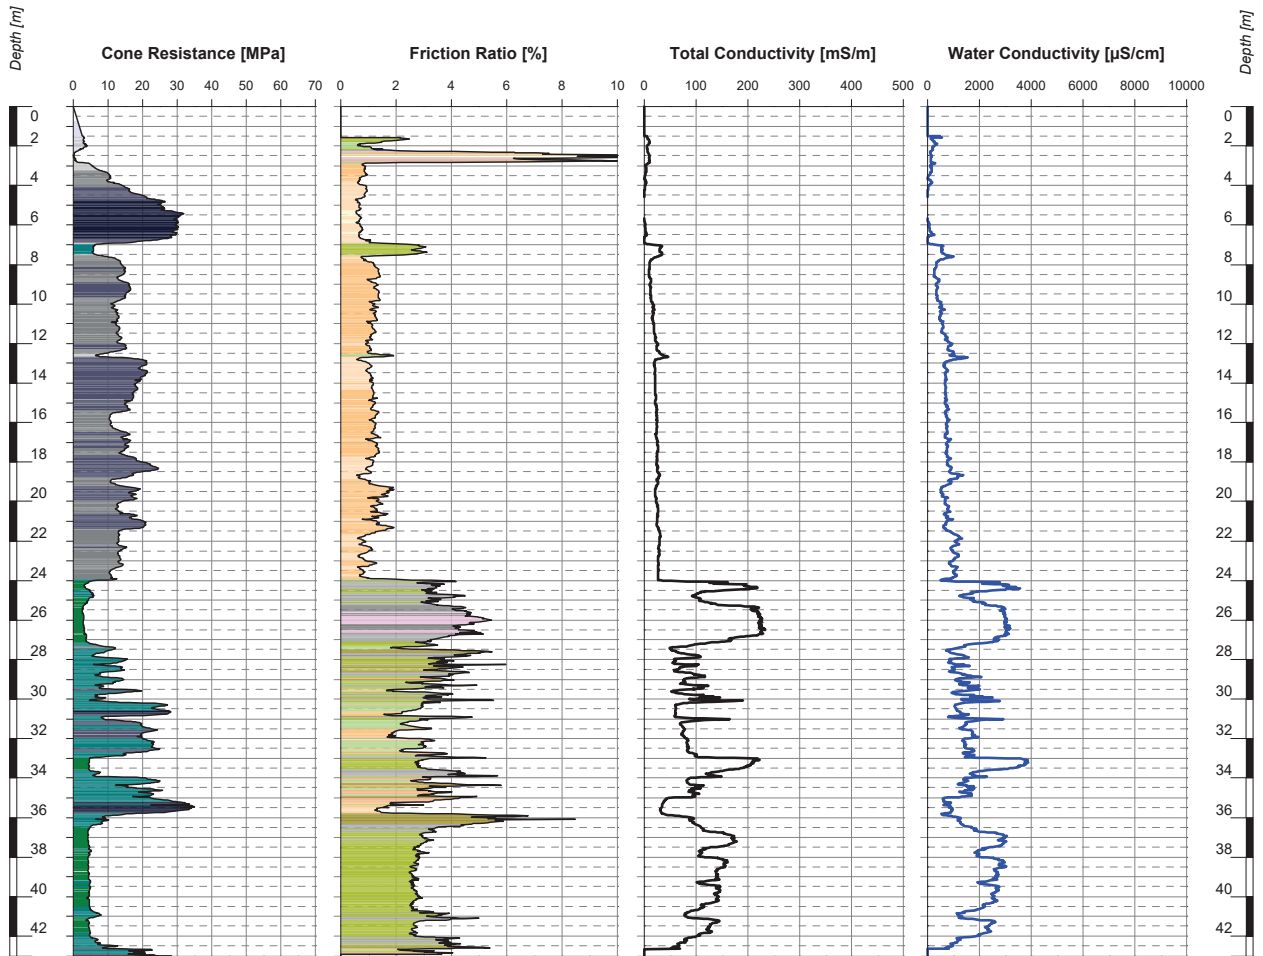 Depth [m]
Depth [m]
Cone Resistance [MPa]
Friction Ratio [%]
Total Conductivity [mS/m]
Water Conductivity [µS/cm]
0 10 20 30 40 50 60 70
0 2 4 6 8 10
0 100 200 300 400 500
0 2000 4000 6000 8000 10000
0 0
2 2
4 4
6 6
8 8
10 10
12 12
14 14
16 16
18 18
20 20
22 22
24 24
26 26
28 28
30 30
32 32
34 34
36 36
38 38
40 40
42 42